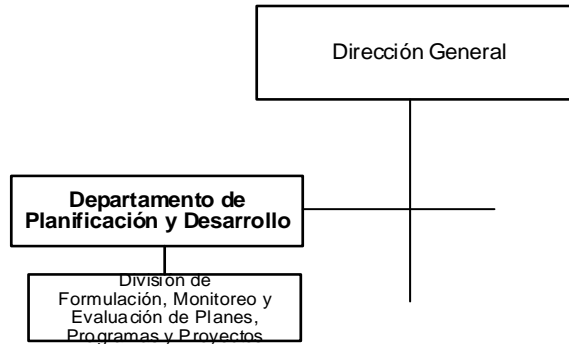 Dirección General
Departamento de
Planificación y Desarrollo
División de
Formulación, Monitoreo y
Evaluación de Planes,
Programas y Proyectos